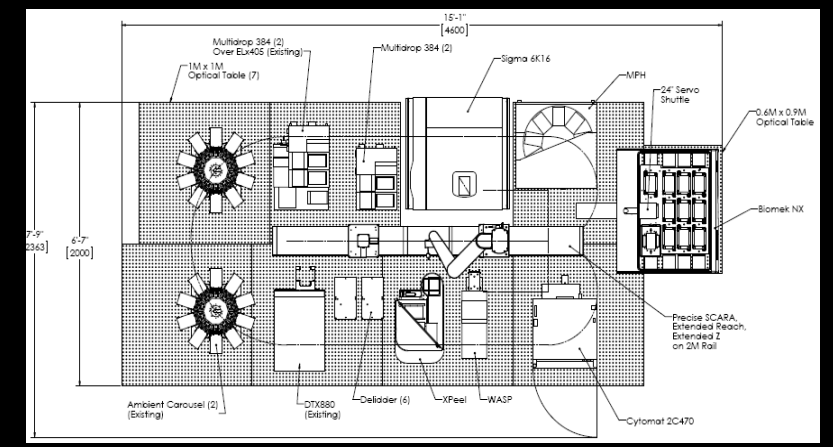 15'-1"
[4600]
Multidrop 384 (2)
Over ELx405 (Existing)
Multidrop 384 (2)
1M x 1M
Optical Table (7)
Sigma 6K16
MPH
24" Servo
Shuttle
0.6M x 0.9M
Optical Table
7'-9"
2363]
6'-7"
[2000]
Biomek NX
Precise SCARA,
Extended Reach,
Extended Z
on 2M Rail
Ambient Carousel (2)
(Existing)
DTX880
(Existing)
Delidder (6)
XPeel
WASP
Cytomat 2C470